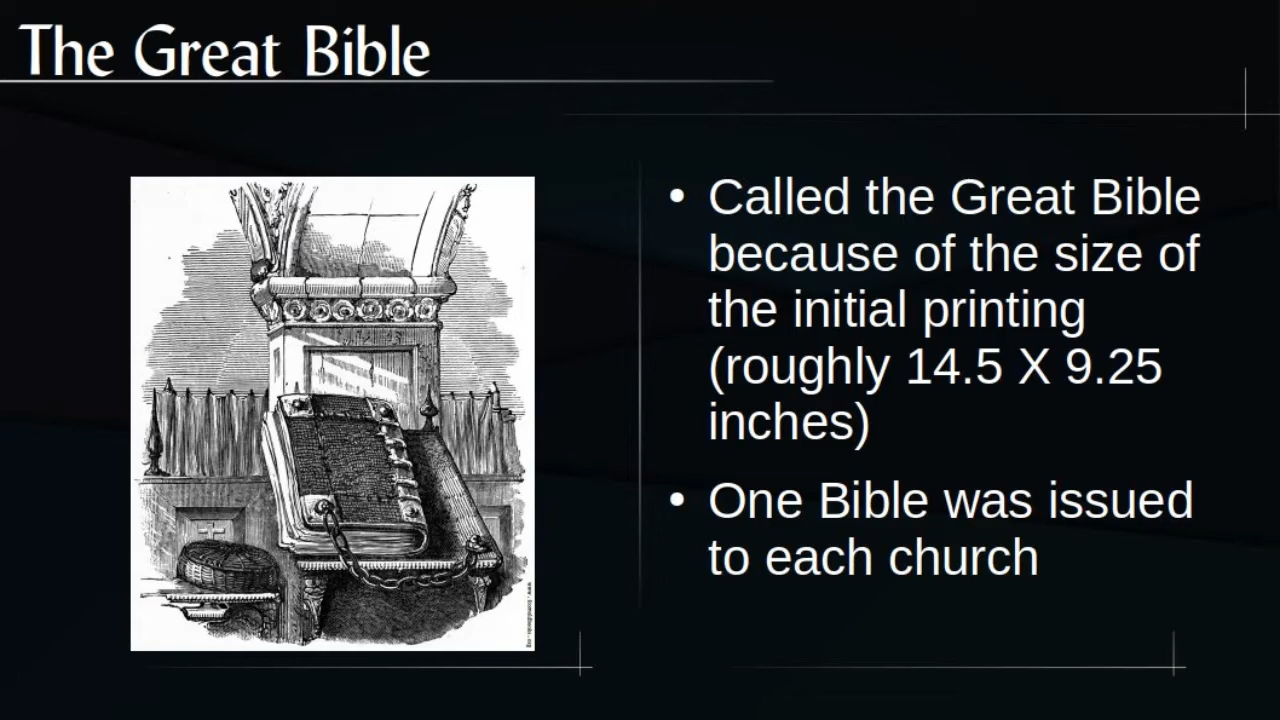 The Great Bible
• Called the Great Bible
because of the size of
the initial printing
(roughly 14.5 X 9.25
inches)
• One Bible was issued
to each church